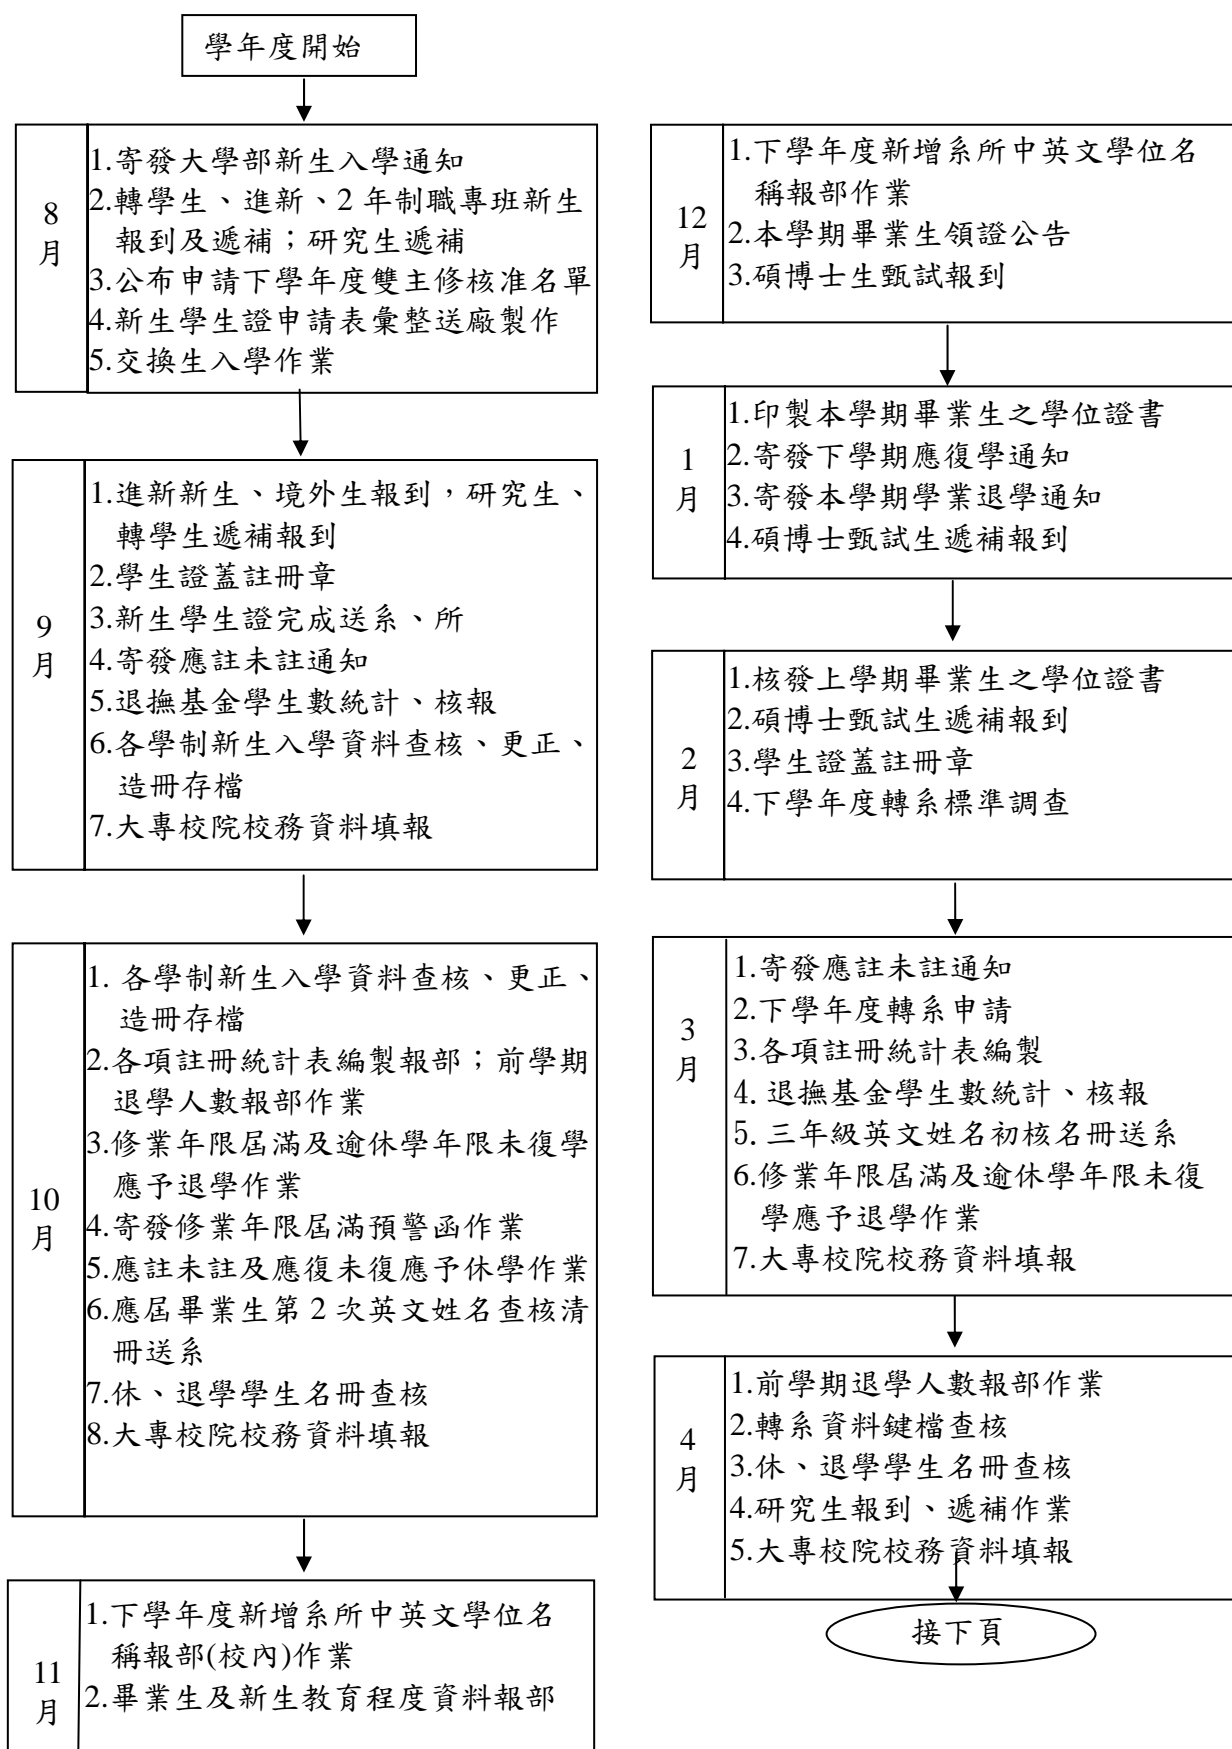 學年度開始
8
月
1.寄發大學部新生入學通知
2.轉學生、進新、2 年制職專班新生
報到及遞補；研究生遞補
3.公布申請下學年度雙主修核准名單
4.新生學生證申請表彙整送廠製作
5.交換生入學作業
9
月
1.進新新生、境外生報到，研究生、
轉學生遞補報到
2.學生證蓋註冊章
3.新生學生證完成送系、所
4.寄發應註未註通知
5.退撫基金學生數統計、核報
6.各學制新生入學資料查核、更正、
造冊存檔
7.大專校院校務資料填報
10
月
1. 各學制新生入學資料查核、更正、
造冊存檔
2.各項註冊統計表編製報部；前學期
退學人數報部作業
3.修業年限屆滿及逾休學年限未復學
應予退學作業
4.寄發修業年限屆滿預警函作業
5.應註未註及應復未復應予休學作業
6.應屆畢業生第 2 次英文姓名查核清
冊送系
7.休、退學學生名冊查核
8.大專校院校務資料填報
11
月
1.下學年度新增系所中英文學位名
稱報部(校內)作業
2.畢業生及新生教育程度資料報部
12
月
1.下學年度新增系所中英文學位名
稱報部作業
2.本學期畢業生領證公告
3.碩博士生甄試報到
1
月
1.印製本學期畢業生之學位證書
2.寄發下學期應復學通知
3.寄發本學期學業退學通知
4.碩博士甄試生遞補報到
2
月
1.核發上學期畢業生之學位證書
2.碩博士甄試生遞補報到
3.學生證蓋註冊章
4.下學年度轉系標準調查
3
月
1.寄發應註未註通知
2.下學年度轉系申請
3.各項註冊統計表編製
4. 退撫基金學生數統計、核報
5. 三年級英文姓名初核名冊送系
6.修業年限屆滿及逾休學年限未復
學應予退學作業
7.大專校院校務資料填報
4
月
1.前學期退學人數報部作業
2.轉系資料鍵檔查核
3.休、退學學生名冊查核
4.研究生報到、遞補作業
5.大專校院校務資料填報
接下頁